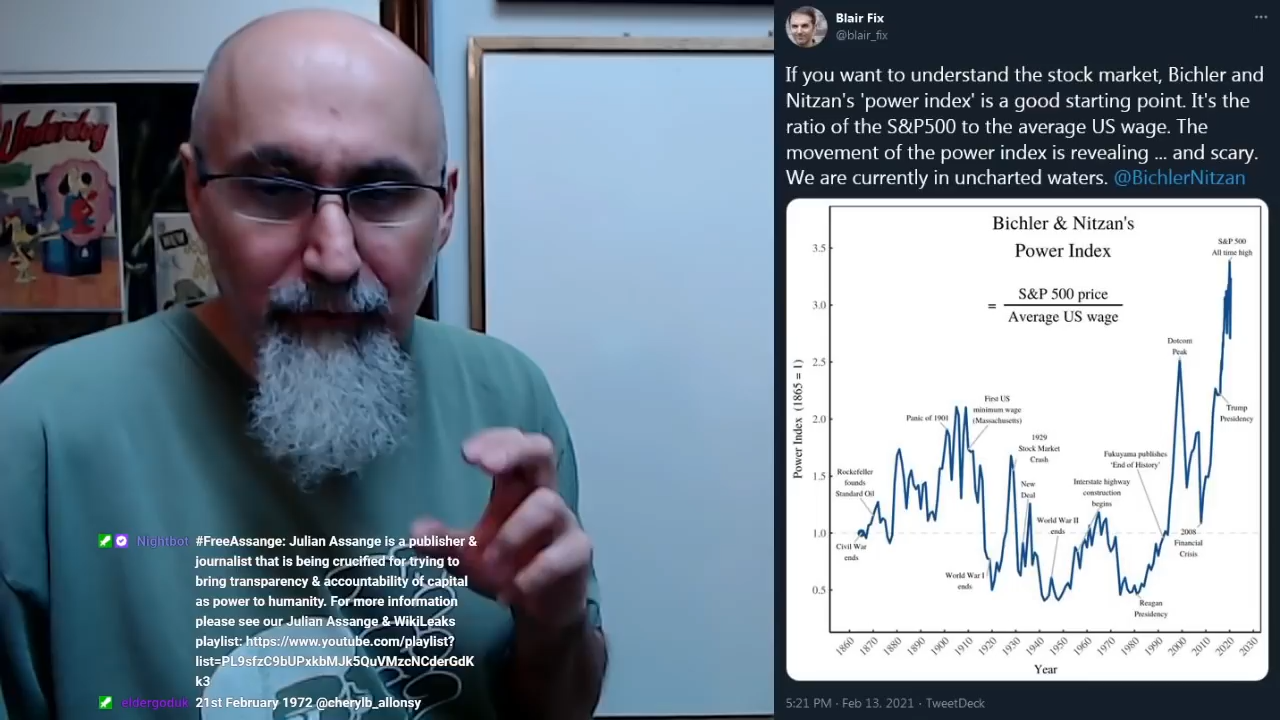 Underdog
NEW
Nightbot #FreeAssange: Julian Assange is a publisher &
journalist that is being crucified for trying to
bring transparency & accountability of capital
as power to humanity. For more information
please see our Julian Assange & WikiLeaks
playlist: https://www.youtube.com/playlist?
list=PL9sfzC9bUPxkbMJk5QuVMzcNCderGdK
k3
eldergoduk 21st February 1972 @cherylb_allonsy
Blair Fix
@blair_fix
If you want to understand the stock market, Bichler and
Nitzan's 'power index' is a good starting point. It's the
ratio of the S&P500 to the average US wage. The
movement of the power index is revealing ... and scary.
We are currently in uncharted waters. @BichlerNitzan
Bichler & Nitzan's
Power Index
= S&P 500 price
Average US wage
Power Index (1865 = 1)
3.5
3.0
2.5
2.0
1.5
1.0
0.5
Civil War
ends
Rockefeller
founds
Standard Oil
Panic of 1901
First US
minimum wage
(Massachusetts)
World War I
ends
1929
Stock Market
Crash
New
Deal
World War II
ends
Interstate highway
construction
begins
Reagan
Presidency
Fukuyama publishes
'End of History'
Dotcom
Peak
2008
Financial
Crisis
Trump
Presidency
S&P 500
All time high
1860 1870 1880 1890 1900 1910 1920 1930 1940 1950 1960 1970 1980 1990 2000 2010 2020 2030
Year
5:21 PM · Feb 13, 2021 · TweetDeck